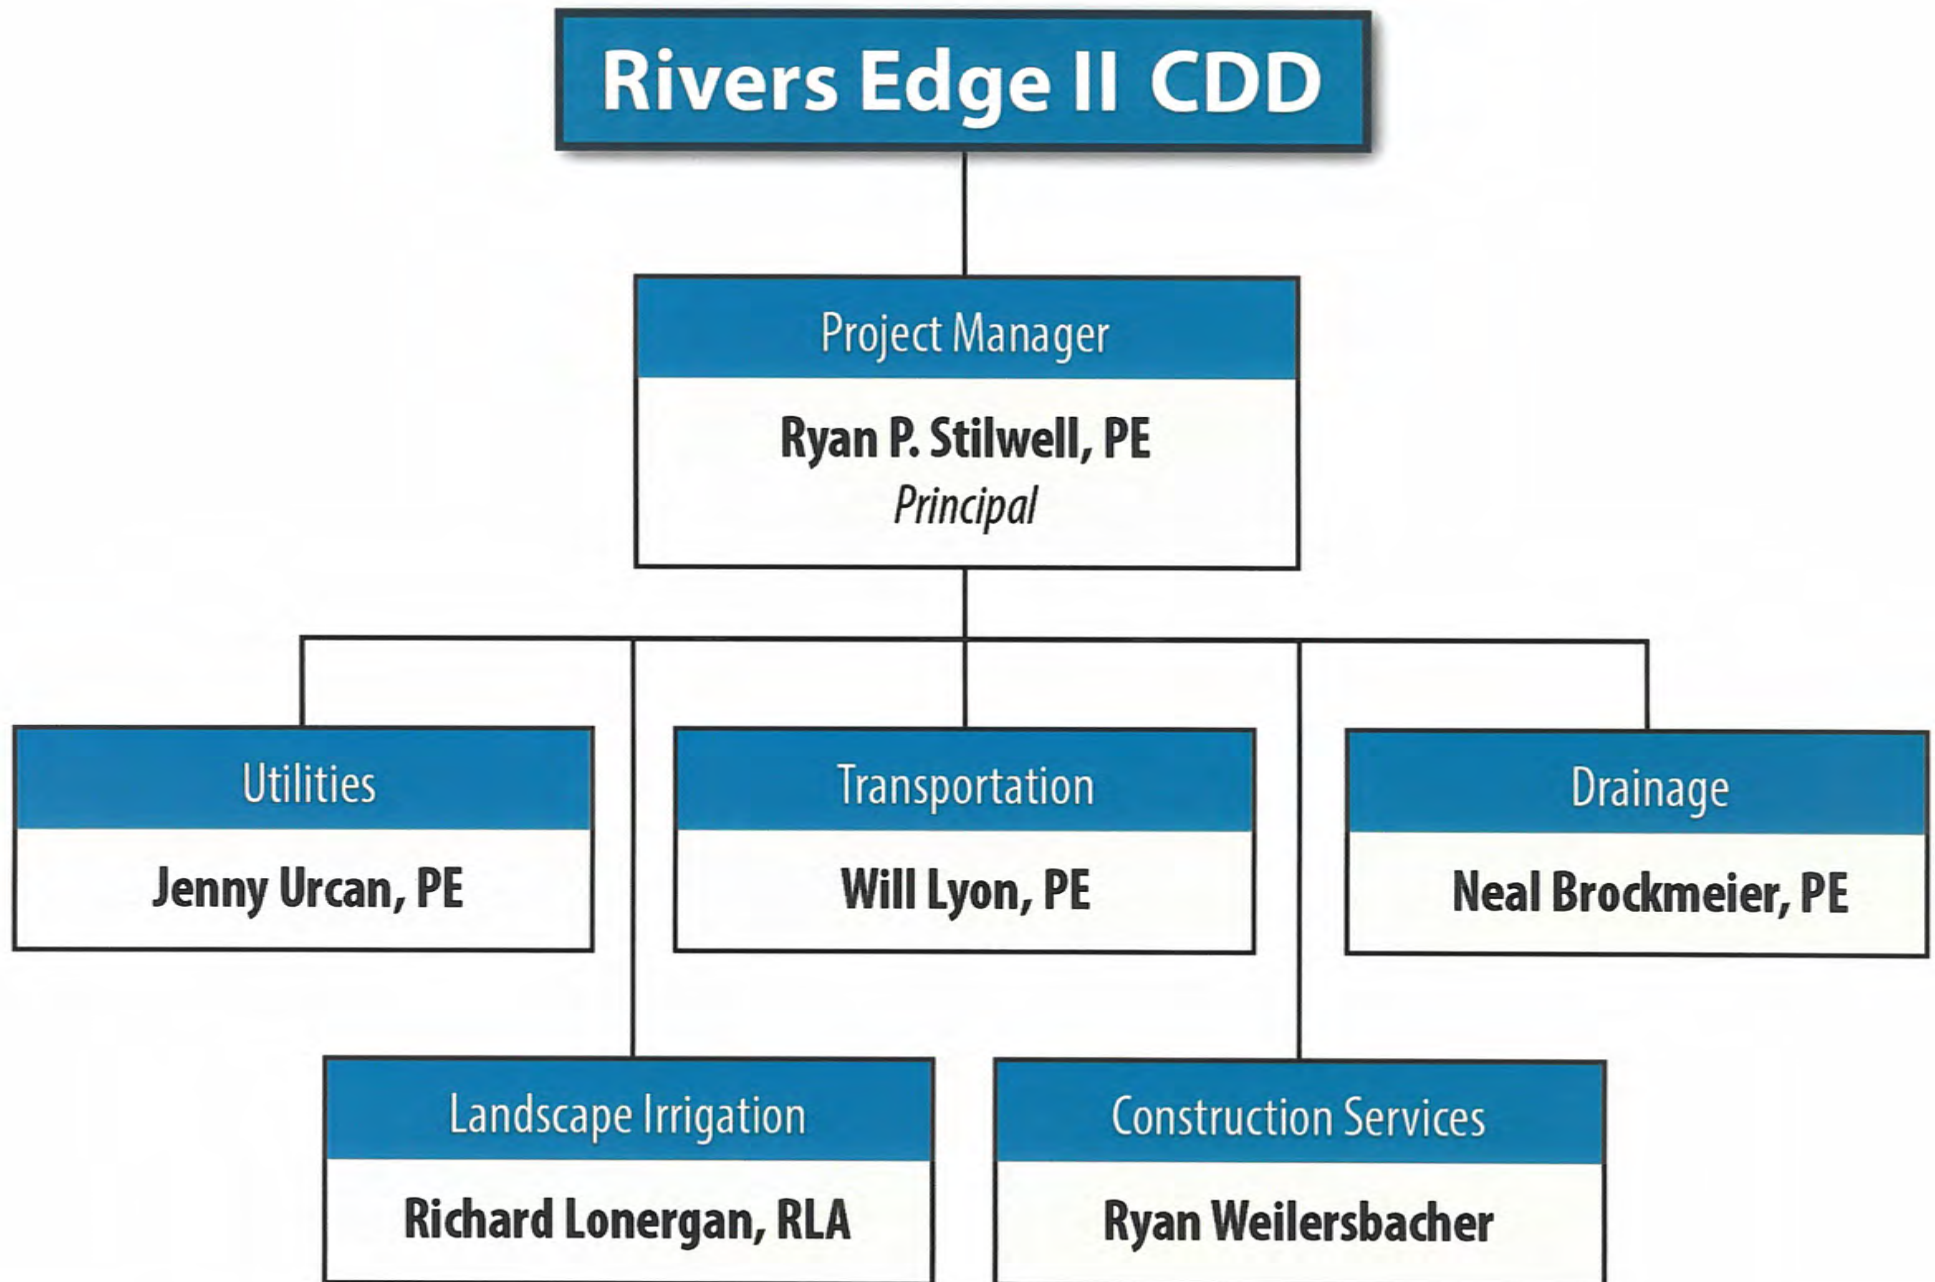 Rivers Edge II CDD
Project Manager
Ryan P. Stilwell, PE
Principal
Utilities
Jenny Urcan, PE
Transportation
Will Lyon, PE
Drainage
Neal Brockmeier, PE
Landscape Irrigation
Richard Lonergan, RLA
Construction Services
Ryan Weilersbacher